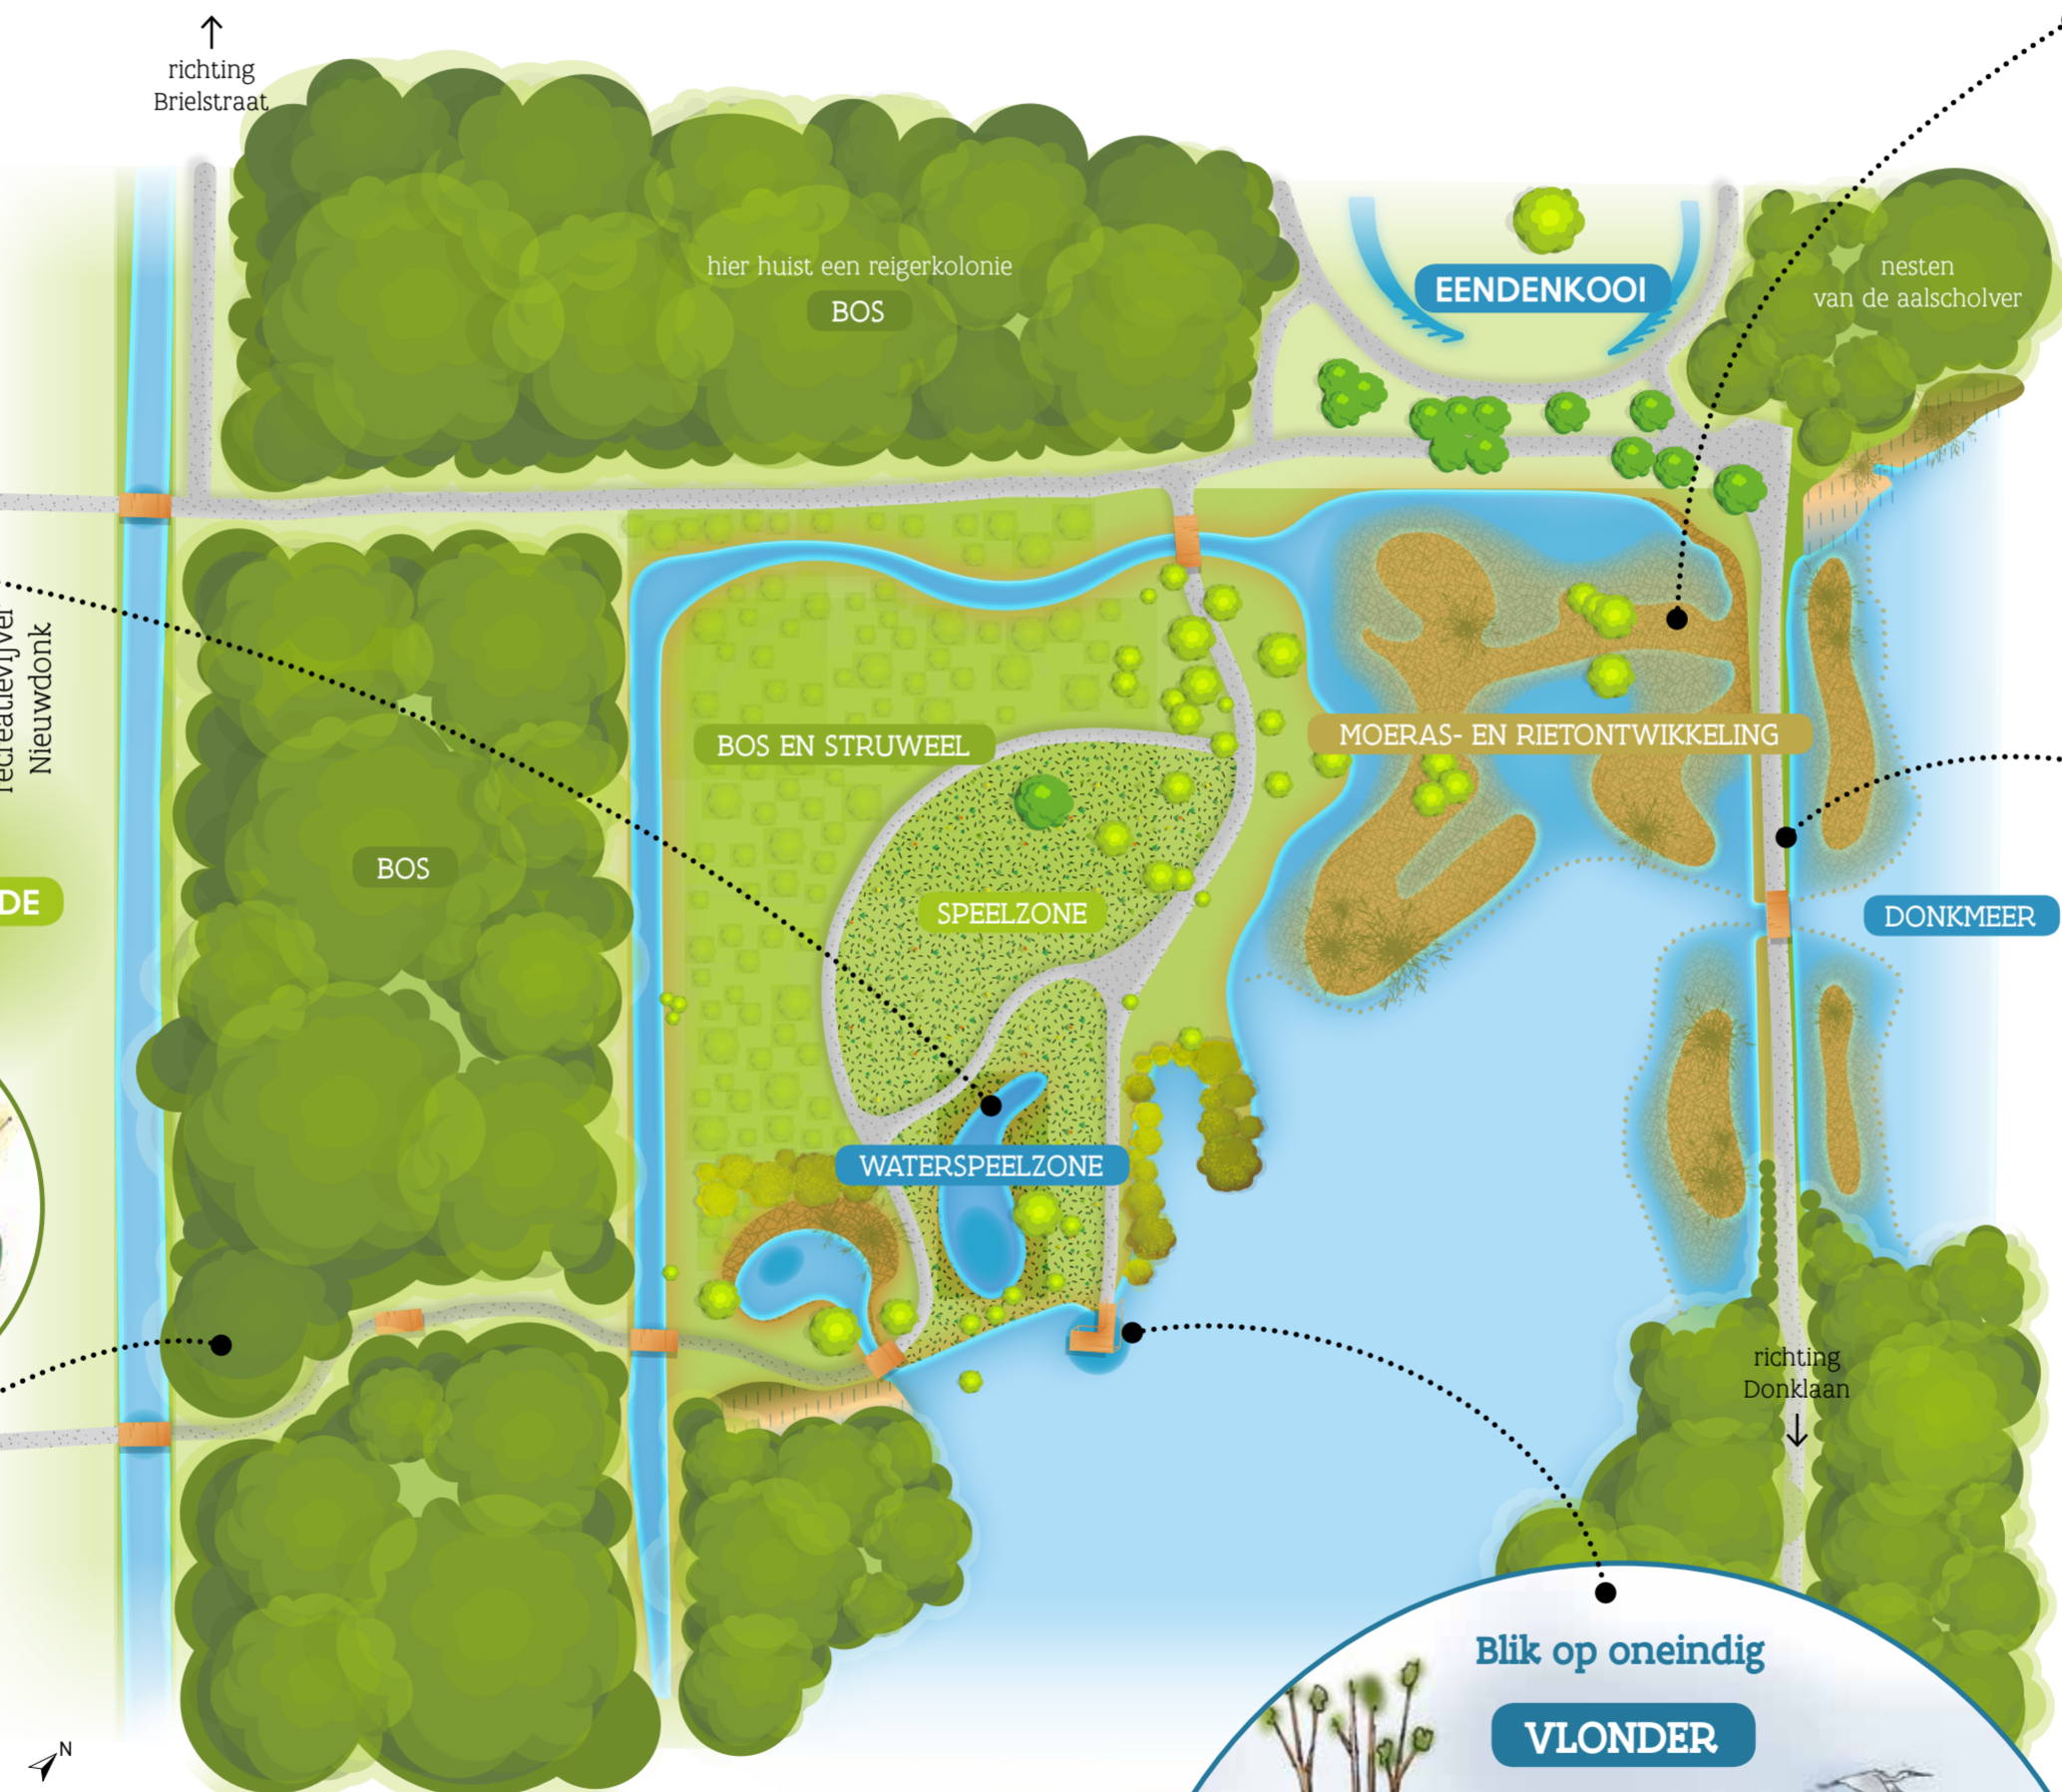 richting
Brielstraat
hier huist een reigerkolonie
BOS
EENDENKOOI
nesten
van de aalscholver
Nieuwdonk
BOS EN STRUWEEL
MOERAS- EN RIETONTWIKKELING
BOS
DE
SPEELZONE
DONKMEER
WATERSPEELZONE
richting
Donklaan
Blik op oneindig
VLONDER
N